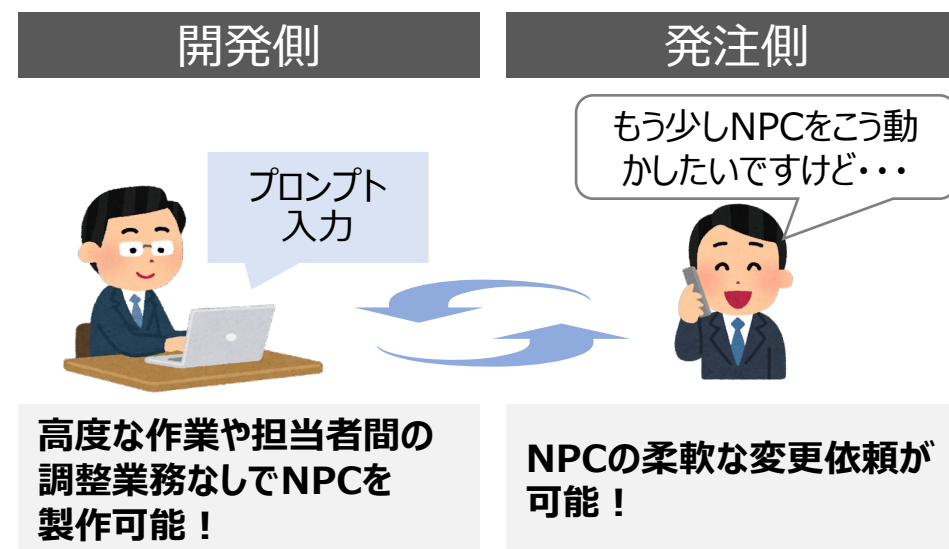 開発側
発注側
もう少しNPCをこう動
かしたいですけど・・・
プロンプト
入力
高度な作業や担当者間の
調整業務なしでNPCを
製作可能！
NPCの柔軟な変更依頼が
可能！